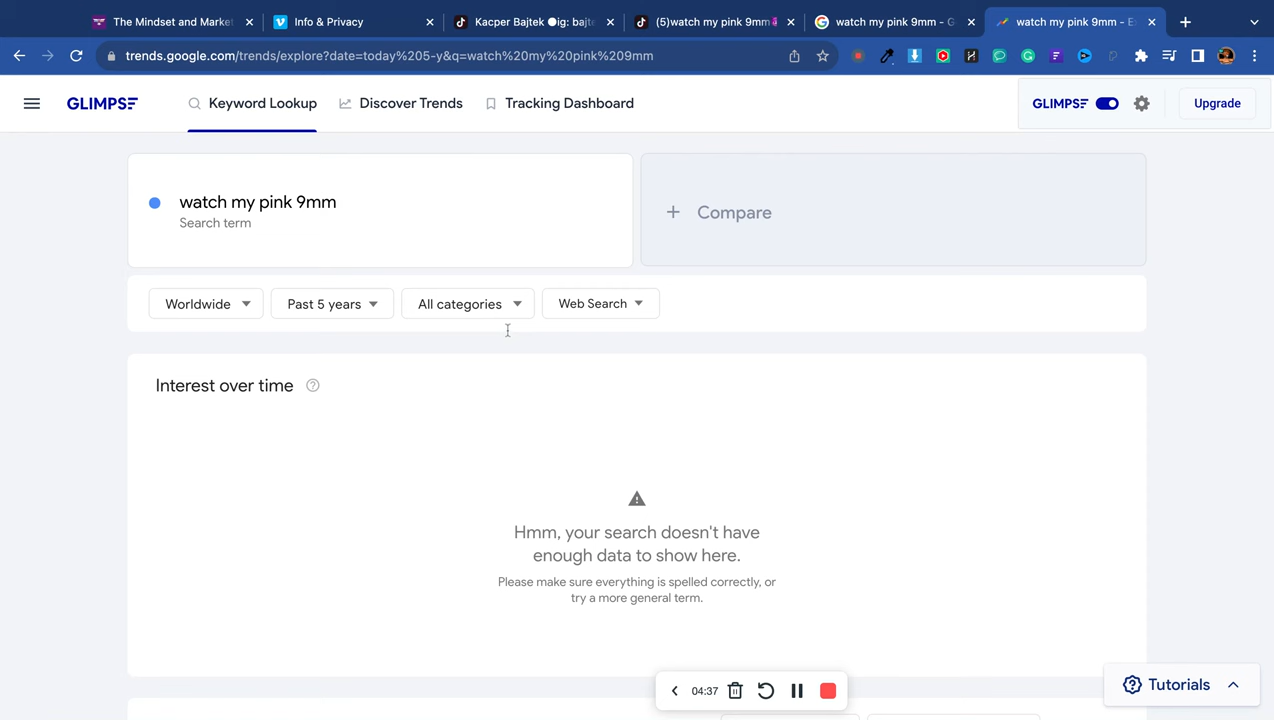 The Mindset and Market
Info & Privacy
Kacper Bajtek ig: bajt
(5)watch my pink 9mm
watch my pink 9mm - G
watch my pink 9mm - E
trends.google.com/trends/explore?date=today%205-y&q=watch%20my%20pink%209mm
GLIMPSE
Keyword Lookup
Discover Trends
Tracking Dashboard
GLIMPSE
Upgrade
watch my pink 9mm
Search term
+ Compare
Worldwide
Past 5 years
All categories
Web Search
Interest over time
Hmm, your search doesn't have
enough data to show here.
Please make sure everything is spelled correctly, or
try a more general term.
04:37
Tutorials